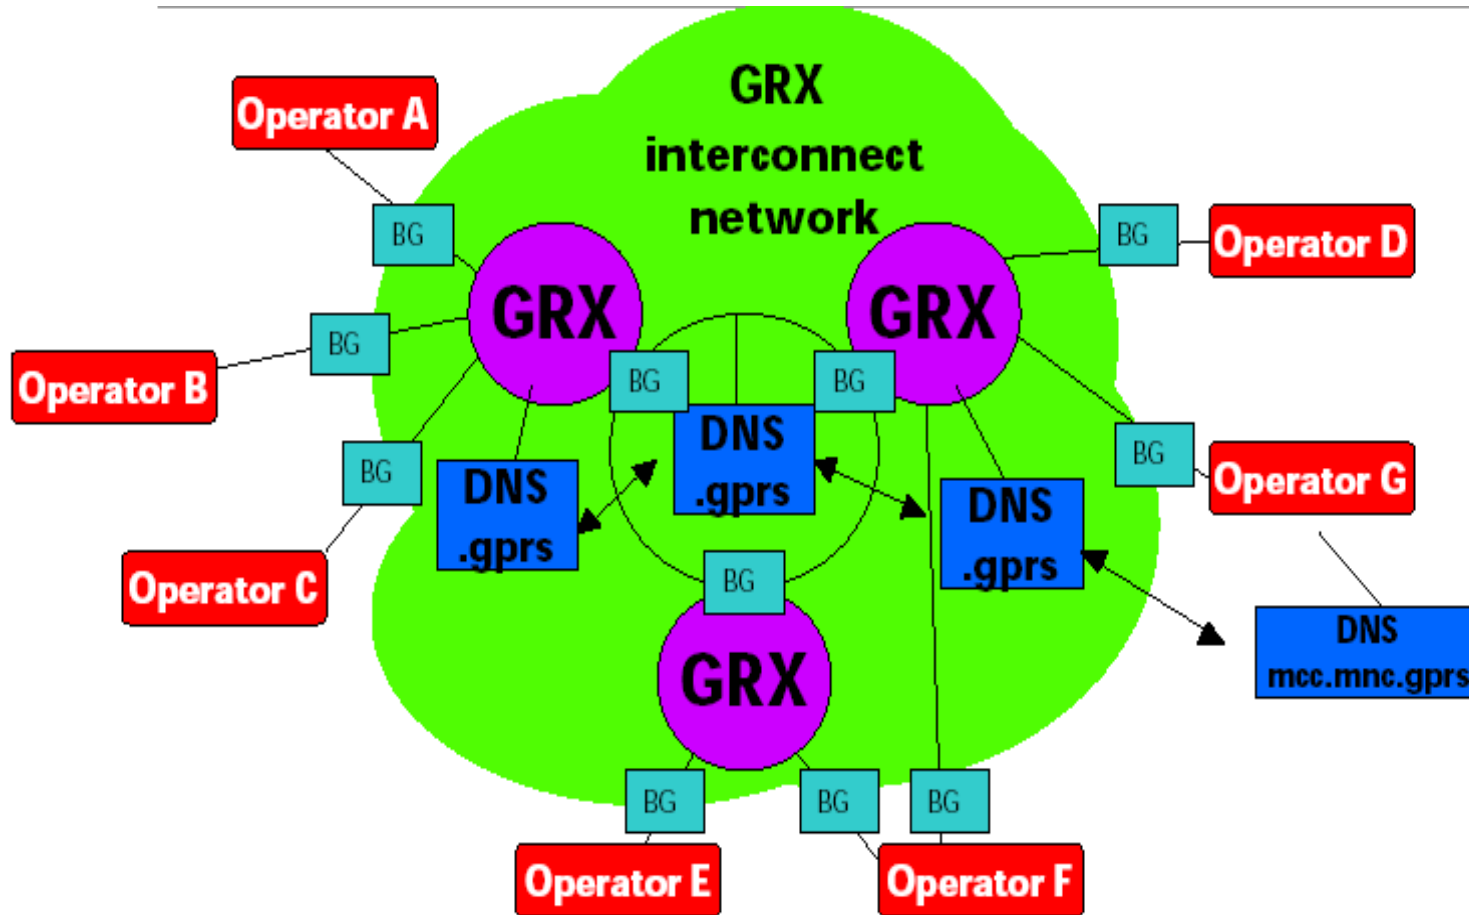 GRX
interconnect
network
Operator A
BG
BG
Operator D
GRX
GRX
BG
Operator B
BG
BG
DNS
.gprs
BG
Operator G
BG
DNS
.gprs
DNS
.gprs
Operator C
BG
DNS
mcc.mnc.gprs
GRX
BG
BG
BG
Operator E
Operator F